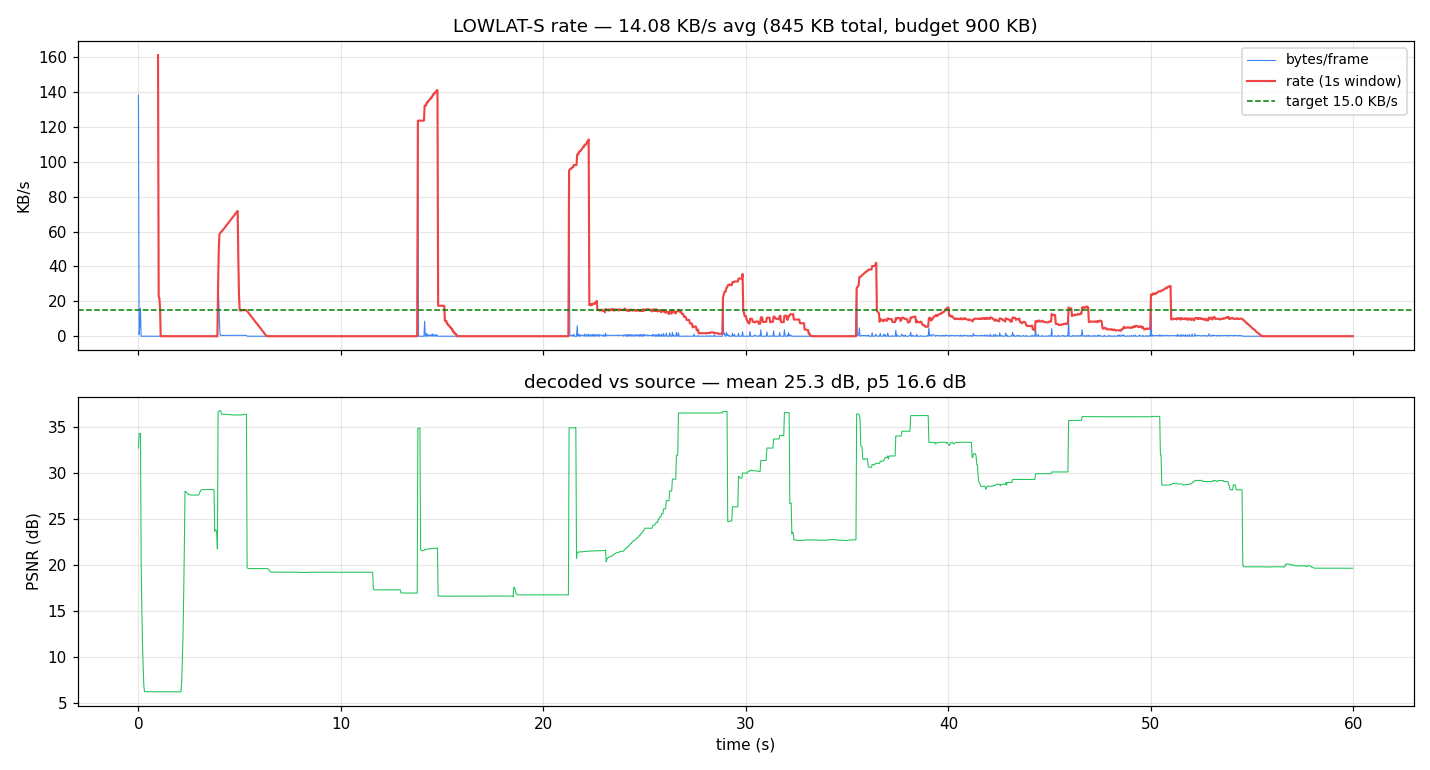 LOWLAT-S rate — 14.08 KB/s avg (845 KB total, budget 900 KB)
KB/s
160
140
120
100
80
60
40
20
0
bytes/frame
rate (1s window)
target 15.0 KB/s
decoded vs source — mean 25.3 dB, p5 16.6 dB
PSNR (dB)
35
30
25
20
15
10
5
0 10 20 30 40 50 60
time (s)